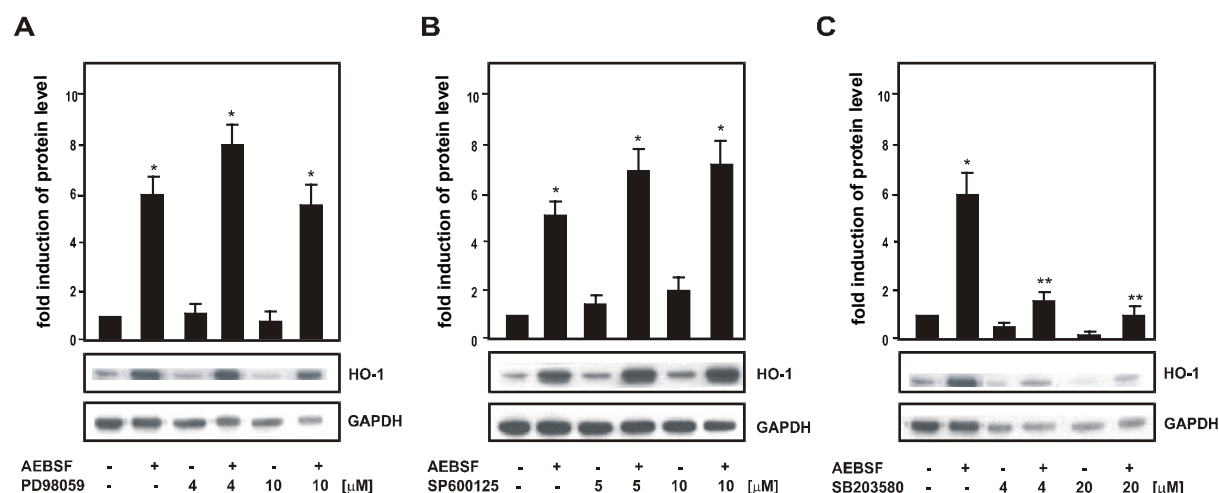 A
fold induction of protein level
10
8
6
4
2
0
* * *
HO-1
GAPDH
AEBSF - + - + - +
PD98059 - - 4 4 10 10 [µM]
B
fold induction of protein level
10
8
6
4
2
0
* * *
HO-1
GAPDH
AEBSF - + - + - +
SP600125 - - 5 5 10 10 [µM]
C
fold induction of protein level
10
8
6
4
2
0
* ** **
HO-1
GAPDH
AEBSF - + - + - +
SB203580 - - 4 4 20 20 [µM]